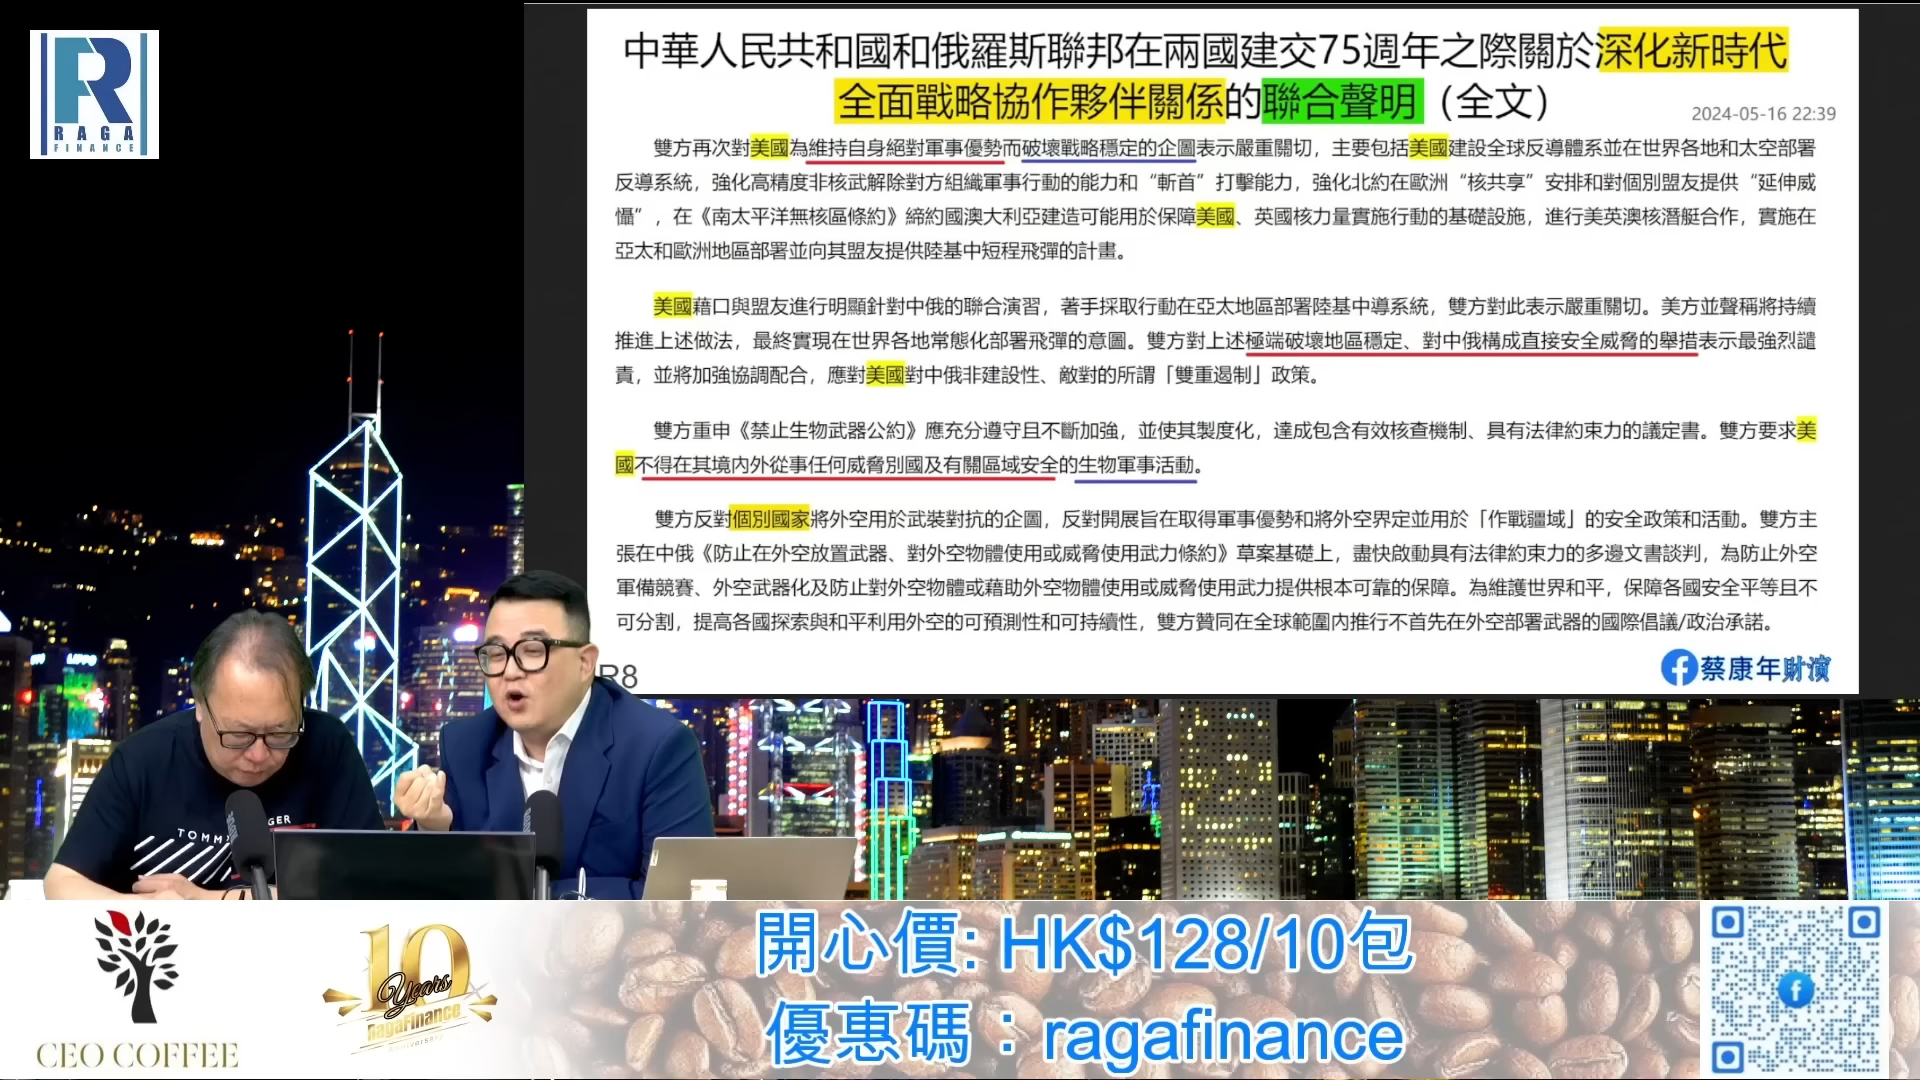 RAGA
FINANCE
中華人民共和國和俄羅斯聯邦在兩國建交75週年之際關於深化新時代
全面戰略協作夥伴關係的聯合聲明（全文）
2024-05-16 22:39
雙方再次對美國為維持自身絕對軍事優勢而破壞戰略穩定的企圖表示嚴重關切，主要包括美國建設全球反導體系並在世界各地和太空部署
反導系統，強化高精度非核武解除對方組織軍事行動的能力和“斬首”打擊能力，強化北約在歐洲“核共享”安排和對個別盟友提供“延伸威
懾”，在《南太平洋無核區條約》締約國澳大利亞建造可能用於保障美國、英國核力量實施行動的基礎設施，進行美英澳核潛艇合作，實施在
亞太和歐洲地區部署並向其盟友提供陸基中短程飛彈的計畫。
美國藉口與盟友進行明顯針對中俄的聯合演習，著手採取行動在亞太地區部署陸基中導系統，雙方對此表示嚴重關切。美方並聲稱將持續
推進上述做法，最終實現在世界各地常態化部署飛彈的意圖。雙方對上述極端破壞地區穩定、對中俄構成直接安全威脅的舉措表示最強烈譴
責，並將加強協調配合，應對美國對中俄非建設性、敵對的所謂「雙重遏制」政策。
雙方重申《禁止生物武器公約》應充分遵守且不斷加強，並使其製度化，達成包含有效核查機制、具有法律約束力的議定書。雙方要求美
國不得在其境內外從事任何威脅別國及有關區域安全的生物軍事活動。
雙方反對個別國家將外空用於武裝對抗的企圖，反對開展旨在取得軍事優勢和將外空界定並用於「作戰疆域」的安全政策和活動。雙方主
張在中俄《防止在外空放置武器、對外空物體使用或威脅使用武力條約》草案基礎上，盡快啟動具有法律約束力的多邊文書談判，為防止外空
軍備競賽、外空武器化及防止對外空物體或藉助外空物體使用或威脅使用武力提供根本可靠的保障。為維護世界和平，保障各國安全平等且不
可分割，提高各國探索與和平利用外空的可預測性和可持續性，雙方贊同在全球範圍內推行不首先在外空部署武器的國際倡議/政治承諾。
蔡康年財演
R8
TOMM
GER
CEO COFFEE
10
Years
RagaFinance
開心價: HK$128/10包
優惠碼：ragafinance